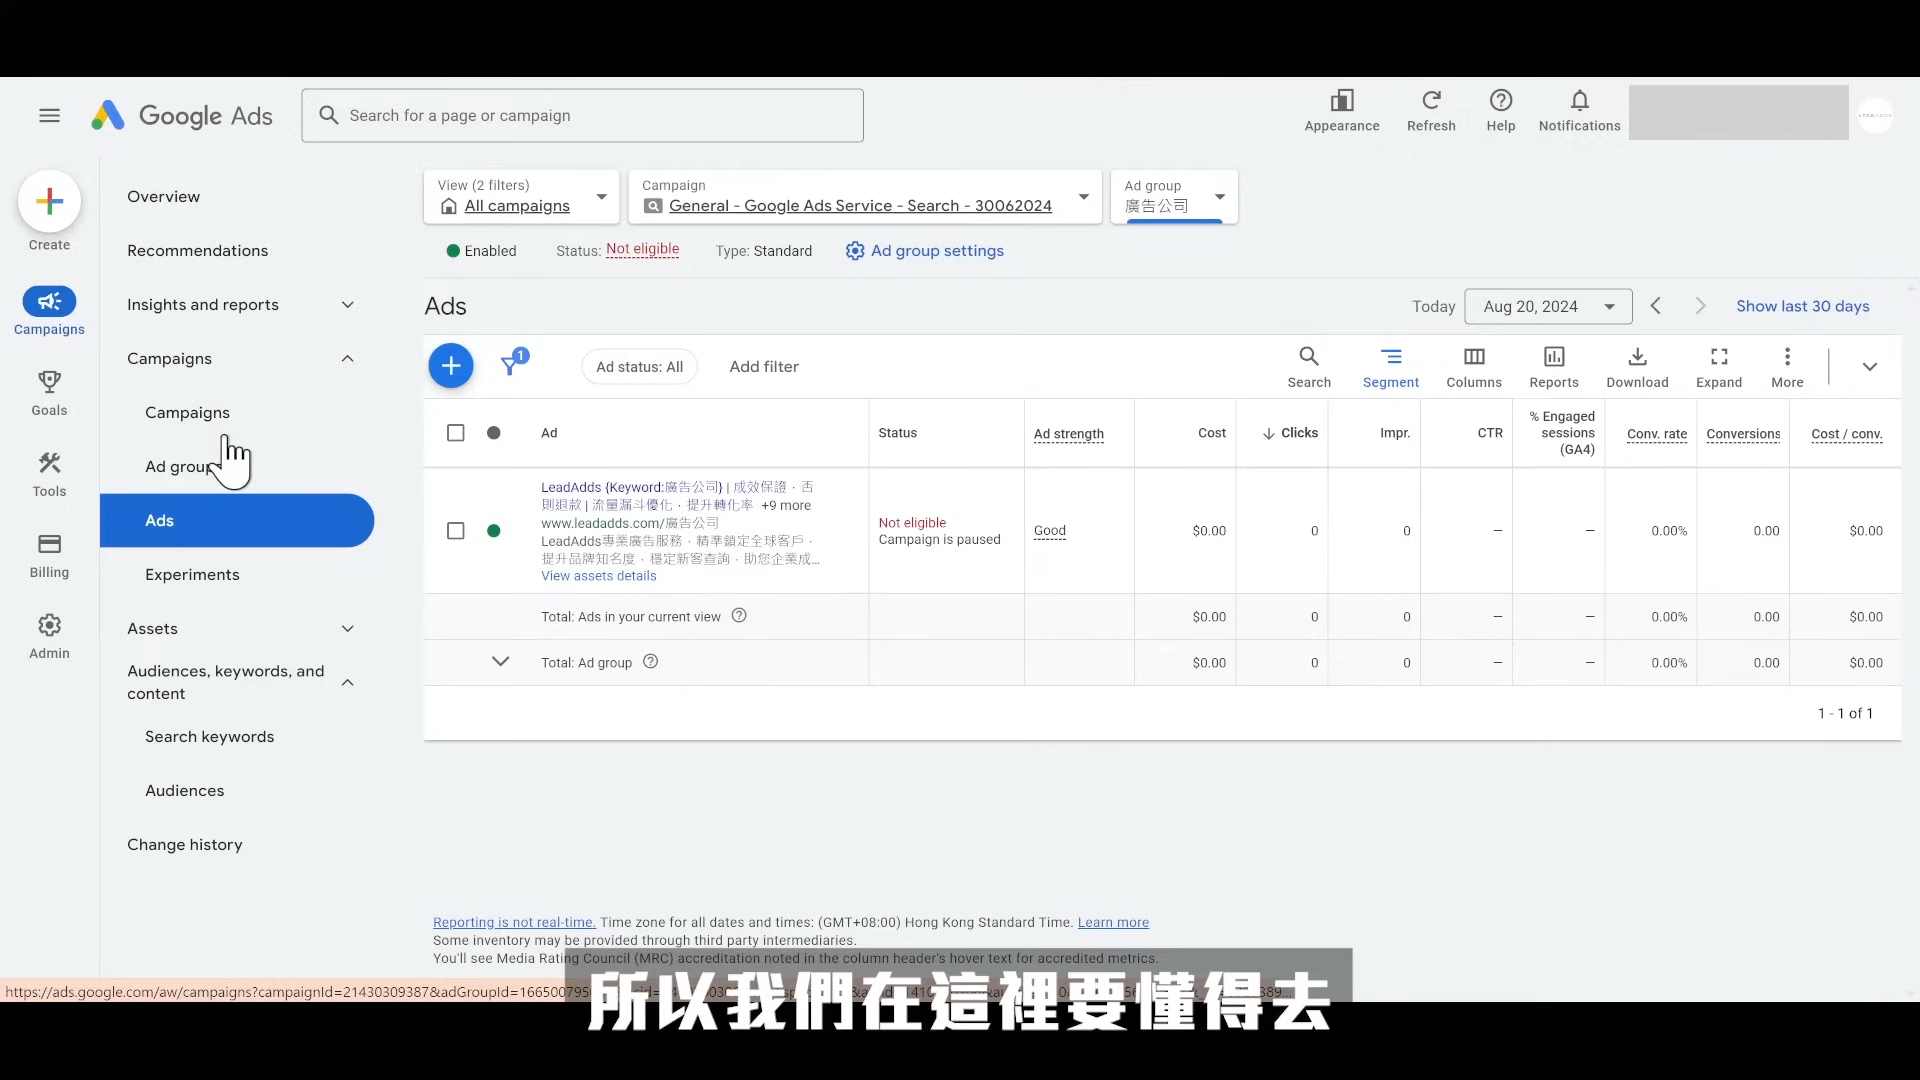 Google Ads
Search for a page or campaign
Appearance
Refresh
Help
Notifications
Create
Campaigns
Goals
Tools
Billing
Admin
Overview
Recommendations
Insights and reports
Campaigns
Campaigns
Ad group
Ads
Experiments
Assets
Audiences, keywords, and
content
Search keywords
Audiences
Change history
View (2 filters)
All campaigns
Campaign
General - Google Ads Service - Search - 30062024
Ad group
廣告公司
Enabled
Status: Not eligible
Type: Standard
Ad group settings
Ads
Today
Aug 20, 2024
Show last 30 days
1
Ad status: All
Add filter
Search
Segment
Columns
Reports
Download
Expand
More
Ad
Status
Ad strength
Cost
Clicks
Impr.
CTR
% Engaged
sessions
(GA4)
Conv. rate
Conversions
Cost / conv.
LeadAdds {Keyword:廣告公司} | 成效保證．否
則退款 | 流量漏斗優化．提升轉化率 +9 more
www.leadadds.com/廣告公司
LeadAdds專業廣告服務．精準鎖定全球客戶．
提升品牌知名度．穩定新客查詢．助您企業成...
View assets details
Not eligible
Campaign is paused
Good
$0.00
0
0
—
—
0.00%
0.00
$0.00
Total: Ads in your current view
$0.00
0
0
—
—
0.00%
0.00
$0.00
Total: Ad group
$0.00
0
0
—
—
0.00%
0.00
$0.00
1 - 1 of 1
Reporting is not real-time. Time zone for all dates and times: (GMT+08:00) Hong Kong Standard Time. Learn more
Some inventory may be provided through third party intermediaries.
You'll see Media Rating Council (MRC) accreditation noted in the column header's hover text for accredited metrics.
https://ads.google.com/aw/campaigns?campaignId=21430309387&adGroupId=1665007950
所以我們在這裡要懂得去